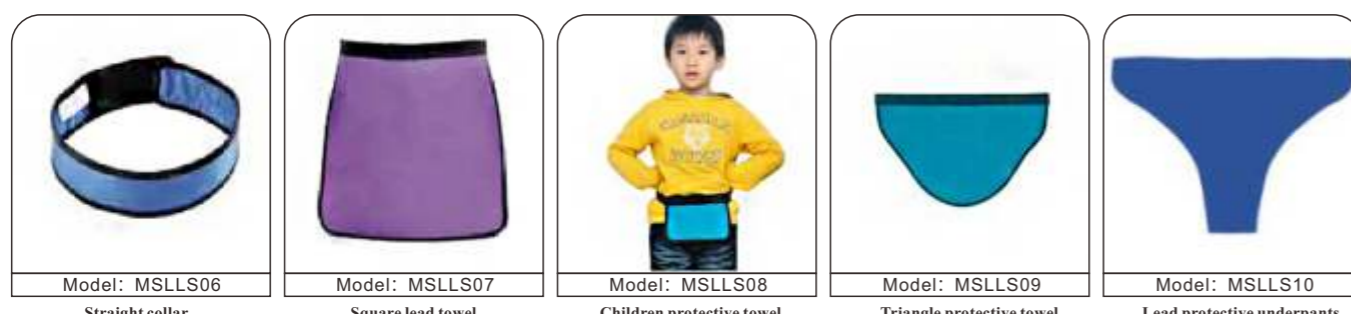 Model: MSLLS06
Model: MSLLS07
Model: MSLLS08
Model: MSLLS09
Model: MSLLS10
Straight collar
Square lead towel
Children protective towel
Triangle protective towel
Lead protective underpants